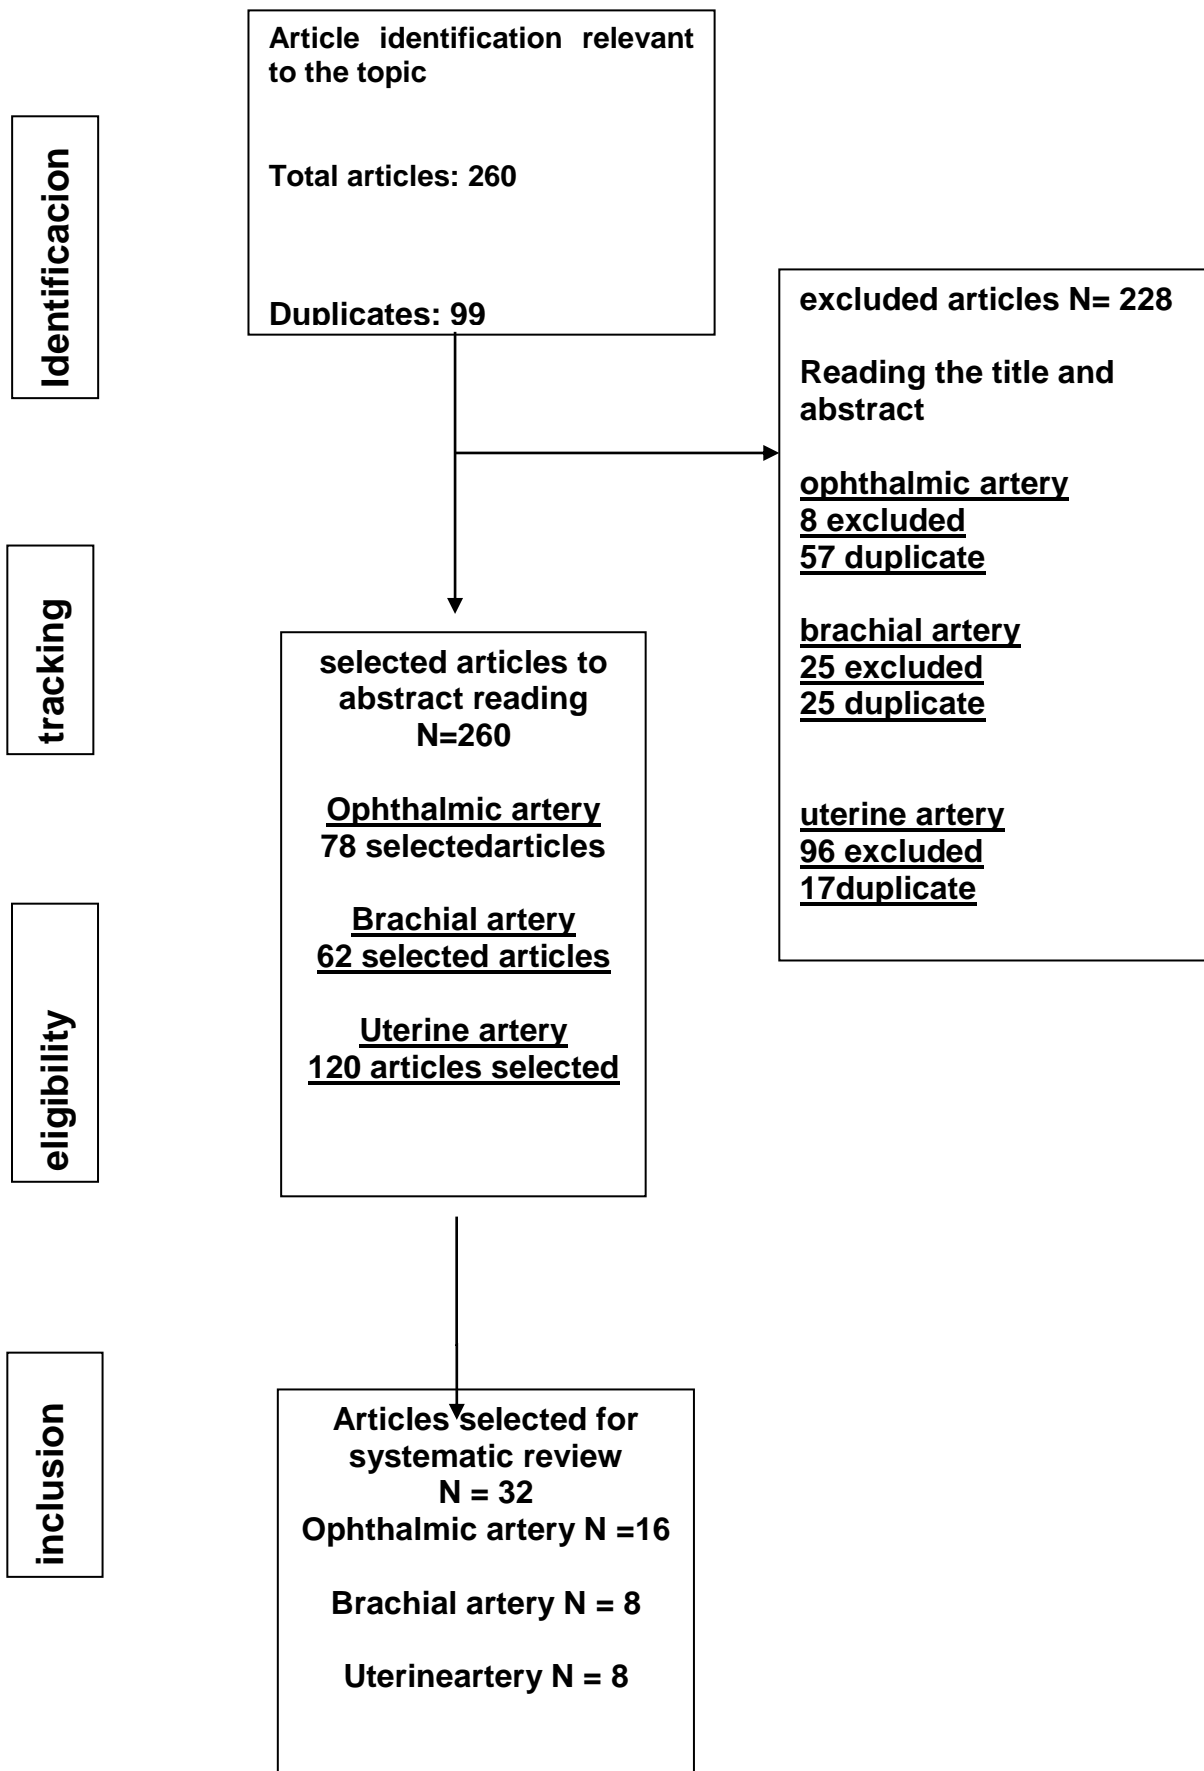 Article identification relevant
to the topic
Total articles: 260
Duplicates: 99
Identificacion
excluded articles N= 228
Reading the title and
abstract
ophthalmic artery
8 excluded
57 duplicate
brachial artery
25 excluded
25 duplicate
uterine artery
96 excluded
17duplicate
tracking
selected articles to
abstract reading
N=260
Ophthalmic artery
78 selectedarticles
Brachial artery
62 selected articles
Uterine artery
120 articles selected
eligibility
inclusion
Articles selected for
systematic review
N = 32
Ophthalmic artery N =16
Brachial artery N = 8
Uterineartery N = 8